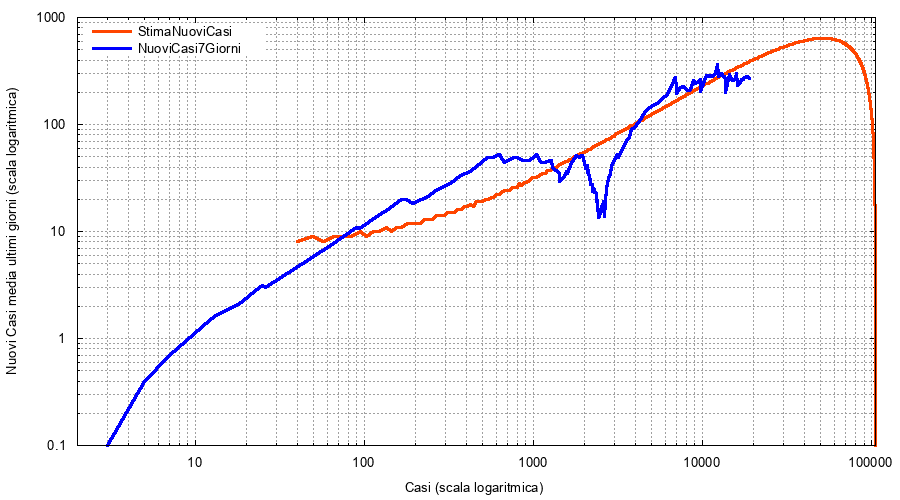 1000
100
10
1
0.1
Nuovi Casi media ultimi giorni (scala logaritmica)
StimaNuoviCasi
NuoviCasi7Giorni
10
100
1000
10000
100000
Casi (scala logaritmica)